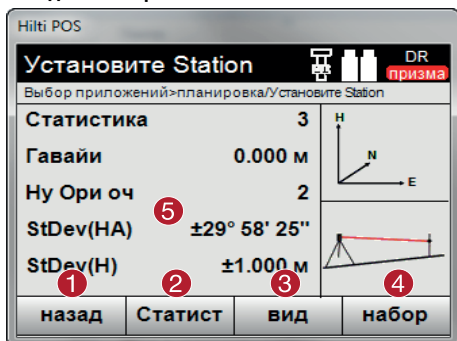 Hilti POS
Установите Station
DR
призма
Выбор приложений>планировка/Установите Station
Статистика 3
Гавайи 0.000 м
Ну Ори оч 2
StDev(HA) ±29° 58' 25"
StDev(H) ±1.000 м
H
N
E
5
1 2 3 4
назад Статист вид набор